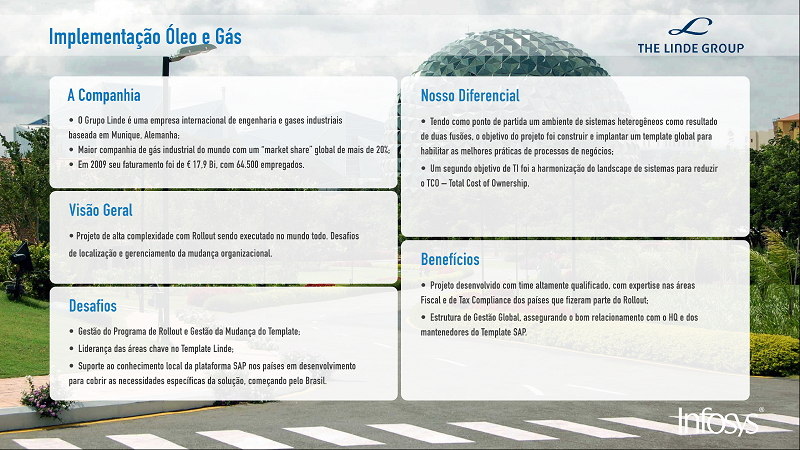 Implementação Óleo e Gás
THE LINDE GROUP
A Companhia
• O Grupo Linde é uma empresa internacional de engenharia e gases industriais
baseada em Munique, Alemanha;
• Maior companhia de gás industrial do mundo com um “market share” global de mais de 20%;
• Em 2009 seu faturamento foi de € 17,9 Bi, com 64.500 empregados.
Visão Geral
• Projeto de alta complexidade com Rollout sendo executado no mundo todo. Desafios
de localização e gerenciamento da mudança organizacional.
Desafios
• Gestão do Programa de Rollout e Gestão da Mudança do Template;
• Liderança das áreas chave no Template Linde;
• Suporte ao conhecimento local da plataforma SAP nos países em desenvolvimento
para cobrir as necessidades específicas da solução, começando pelo Brasil.
Nosso Diferencial
• Tendo como ponto de partida um ambiente de sistemas heterogêneos como resultado
de duas fusões, o objetivo do projeto foi construir e implantar um template global para
habilitar as melhores práticas de processos de negócios;
• Um segundo objetivo de TI foi a harmonização do landscape de sistemas para reduzir
o TCO – Total Cost of Ownership.
Benefícios
• Projeto desenvolvido com time altamente qualificado, com expertise nas áreas
Fiscal e de Tax Compliance dos países que fizeram parte do Rollout;
• Estrutura de Gestão Global, assegurando o bom relacionamento com o HQ e dos
mantenedores do Template SAP.
Infosys®